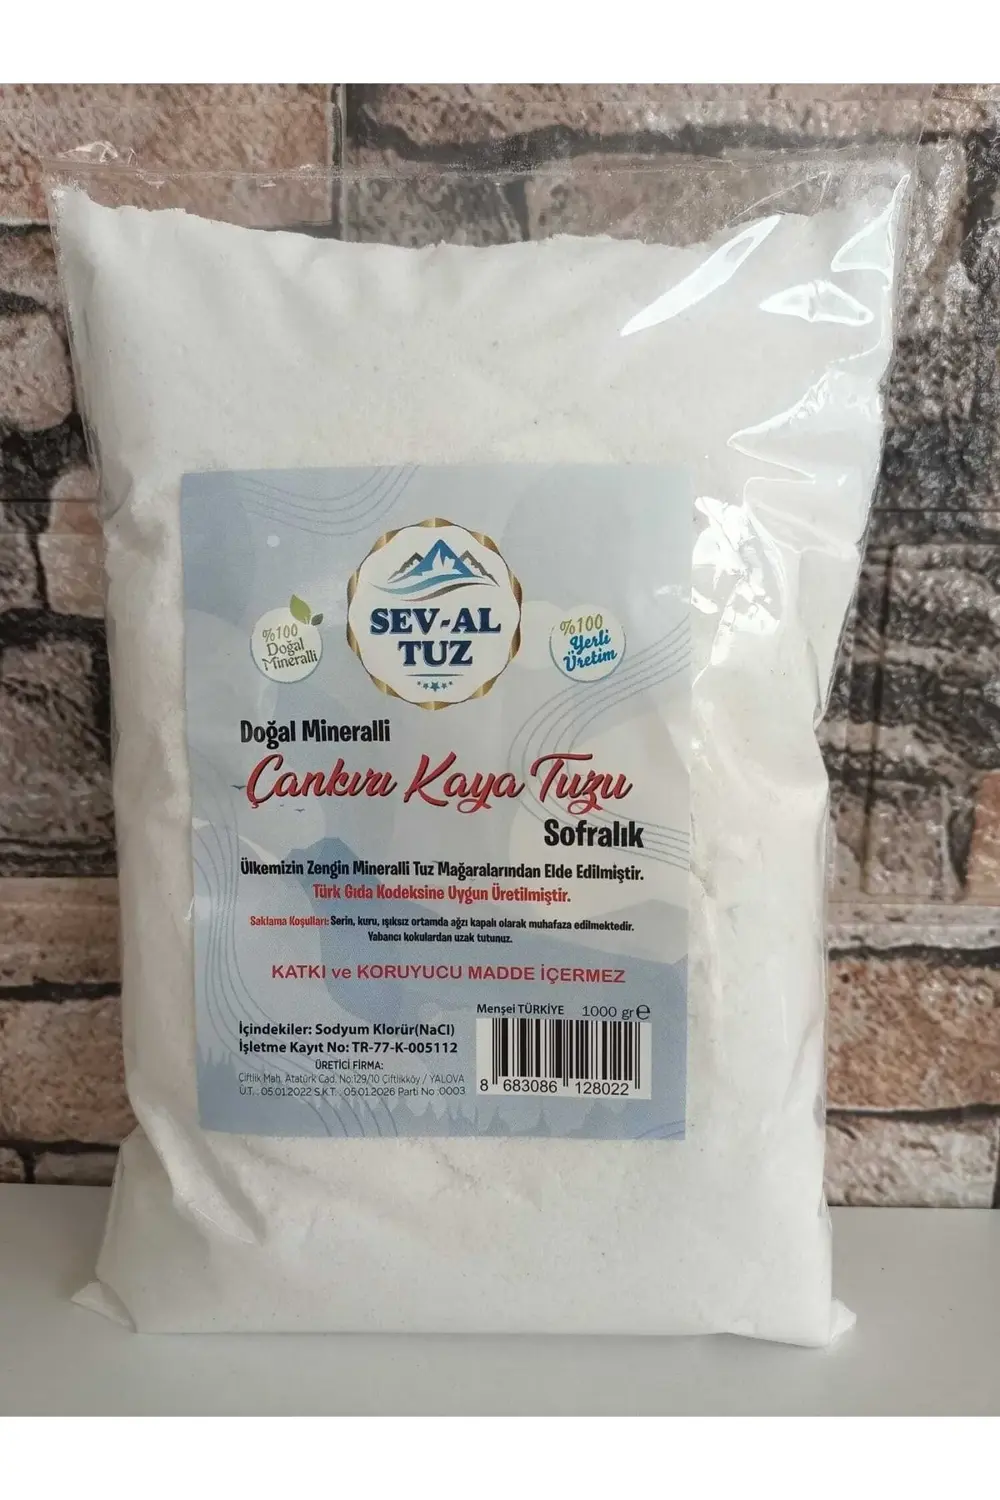 SEV-AL
TUZ
%100
Doğal
Mineralli
%100
Yerli
Üretim
Doğal Mineralli
Çankırı Kaya Tuzu
Sofralık
Ülkemizin Zengin Mineralli Tuz Mağaralarından Elde Edilmiştir.
Türk Gıda Kodeksine Uygun Üretilmiştir.
Saklama Koşulları: Serin, kuru, ışıksız ortamda ağzı kapalı olarak muhafaza edilmektedir.
Yabancı kokulardan uzak tutunuz.
KATKI ve KORUYUCU MADDE İÇERMEZ
Menşei TÜRKİYE 1000 gr℮
İçindekiler: Sodyum Klorür(NaCl)
İşletme Kayıt No: TR-77-K-005112
ÜRETİCİ FİRMA:
Çiftlik Mah. Atatürk Cad. No:129/10 Çiftlikköy / YALOVA
Ü.T. : 05.01.2022 S.K.T. : 05.01.2026 Parti No :0003
8 683086 128022